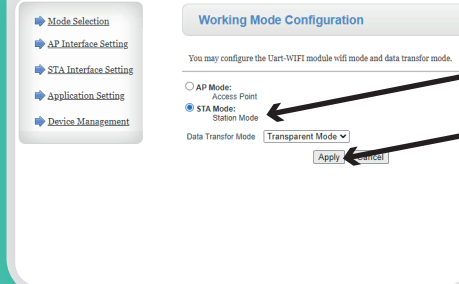 Mode Selection
AP Interface Setting
STA Interface Setting
Application Setting
Device Management
Working Mode Configuration
You may configure the Uart-WIFI module wifi mode and data transfor mode.
AP Mode:
Access Point
STA Mode:
Station Mode
Data Transfor Mode Transparent Mode
Apply Cancel